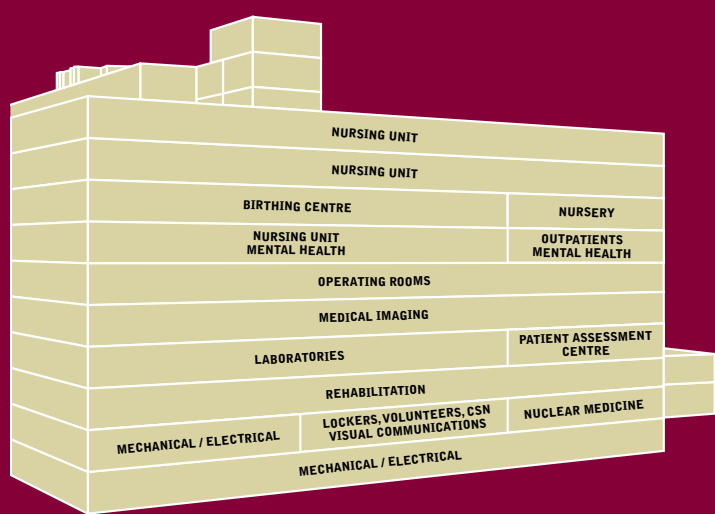 NURSING UNIT
NURSING UNIT
BIRTHING CENTRE
NURSERY
NURSING UNIT
MENTAL HEALTH
OUTPATIENTS
MENTAL HEALTH
OPERATING ROOMS
MEDICAL IMAGING
LABORATORIES
PATIENT ASSESSMENT
CENTRE
REHABILITATION
MECHANICAL / ELECTRICAL
LOCKERS, VOLUNTEERS, CSN
VISUAL COMMUNICATIONS
NUCLEAR MEDICINE
MECHANICAL / ELECTRICAL